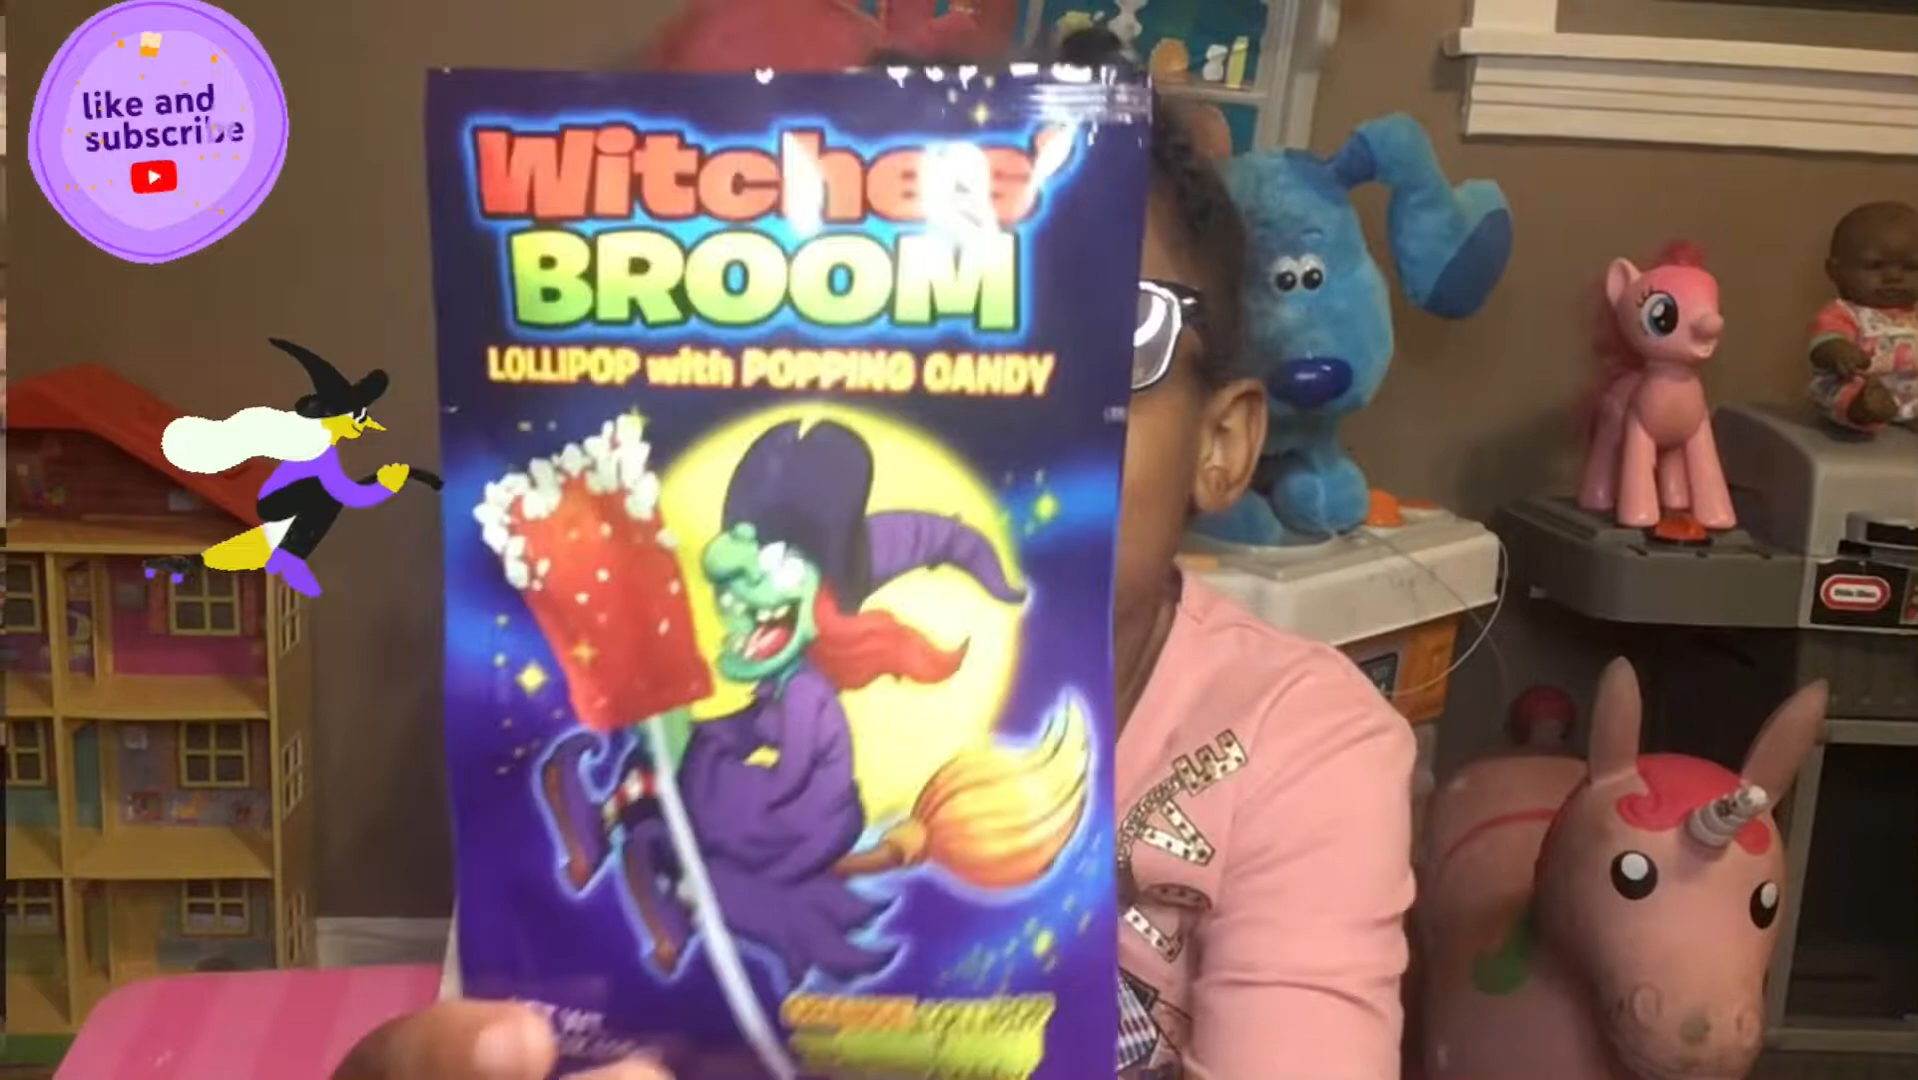 like and
subscribe
Witches'
BROOM
LOLLIPOP with POPPING CANDY